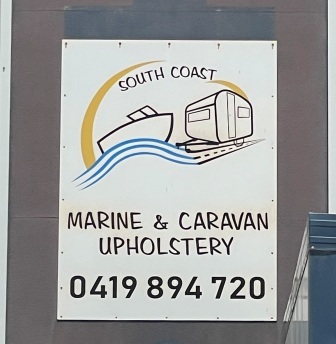 SOUTH COAST
MARINE & CARAVAN
UPHOLSTERY
0419 894 720